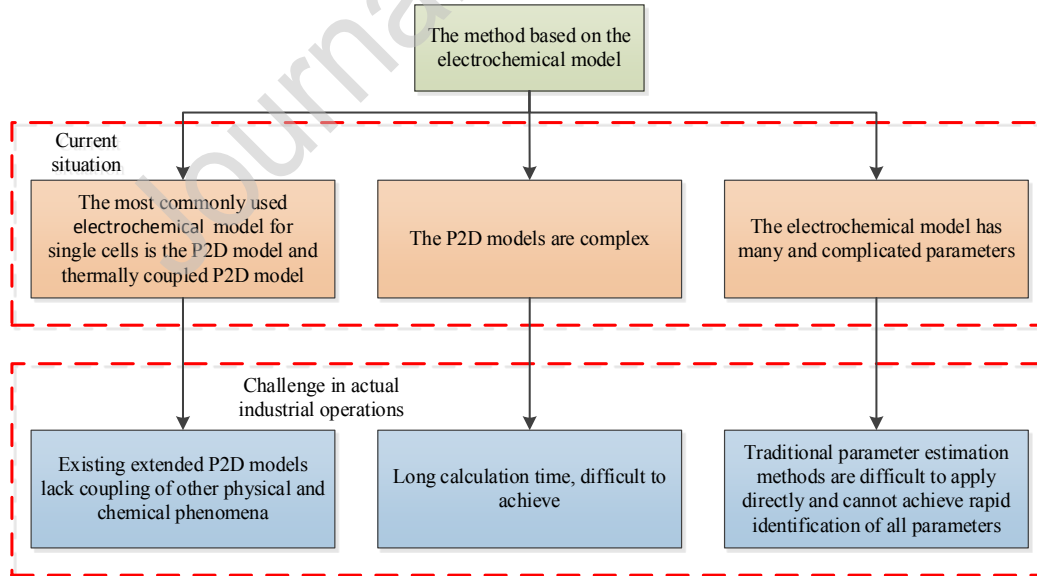 The method based on the
electrochemical model
Journa
Current
situation
The most commonly used
electrochemical model for
single cells is the P2D model and
thermally coupled P2D model
The P2D models are complex
The electrochemical model has
many and complicated parameters
Challenge in actual
industrial operations
Existing extended P2D models
lack coupling of other physical and
chemical phenomena
Long calculation time, difficult to
achieve
Traditional parameter estimation
methods are difficult to apply
directly and cannot achieve rapid
identification of all parameters